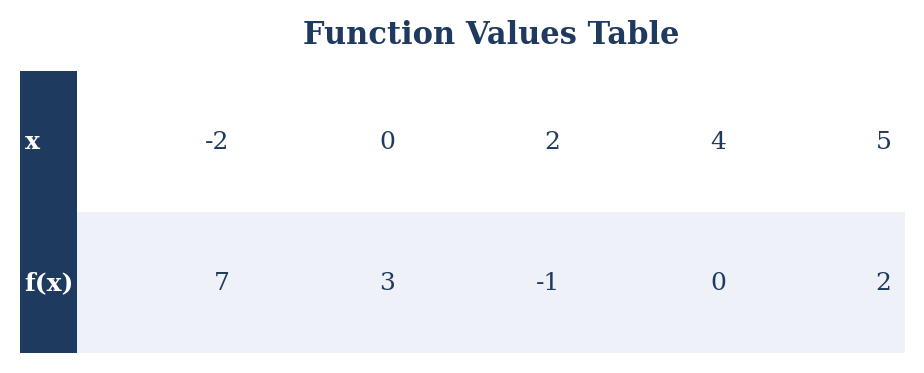 Function Values Table
x -2 0 2 4 5
f(x) 7 3 -1 0 2